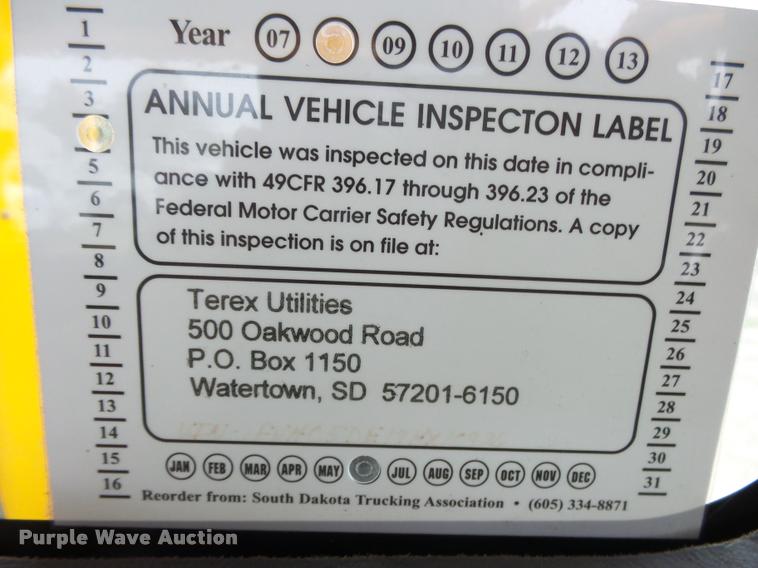 Year 07 09 10 11 12 13
1
2
3
5
6
7
8
9
10
11
12
13
14
15
16
ANNUAL VEHICLE INSPECTON LABEL
This vehicle was inspected on this date in compli-
ance with 49CFR 396.17 through 396.23 of the
Federal Motor Carrier Safety Regulations. A copy
of this inspection is on file at:
Terex Utilities
500 Oakwood Road
P.O. Box 1150
Watertown, SD 57201-6150
17
18
19
20
21
22
23
24
25
26
27
28
29
30
31
JAN FEB MAR APR MAY JUL AUG SEP OCT NOV DEC
Reorder from: South Dakota Trucking Association • (605) 334-8871
Purple Wave Auction